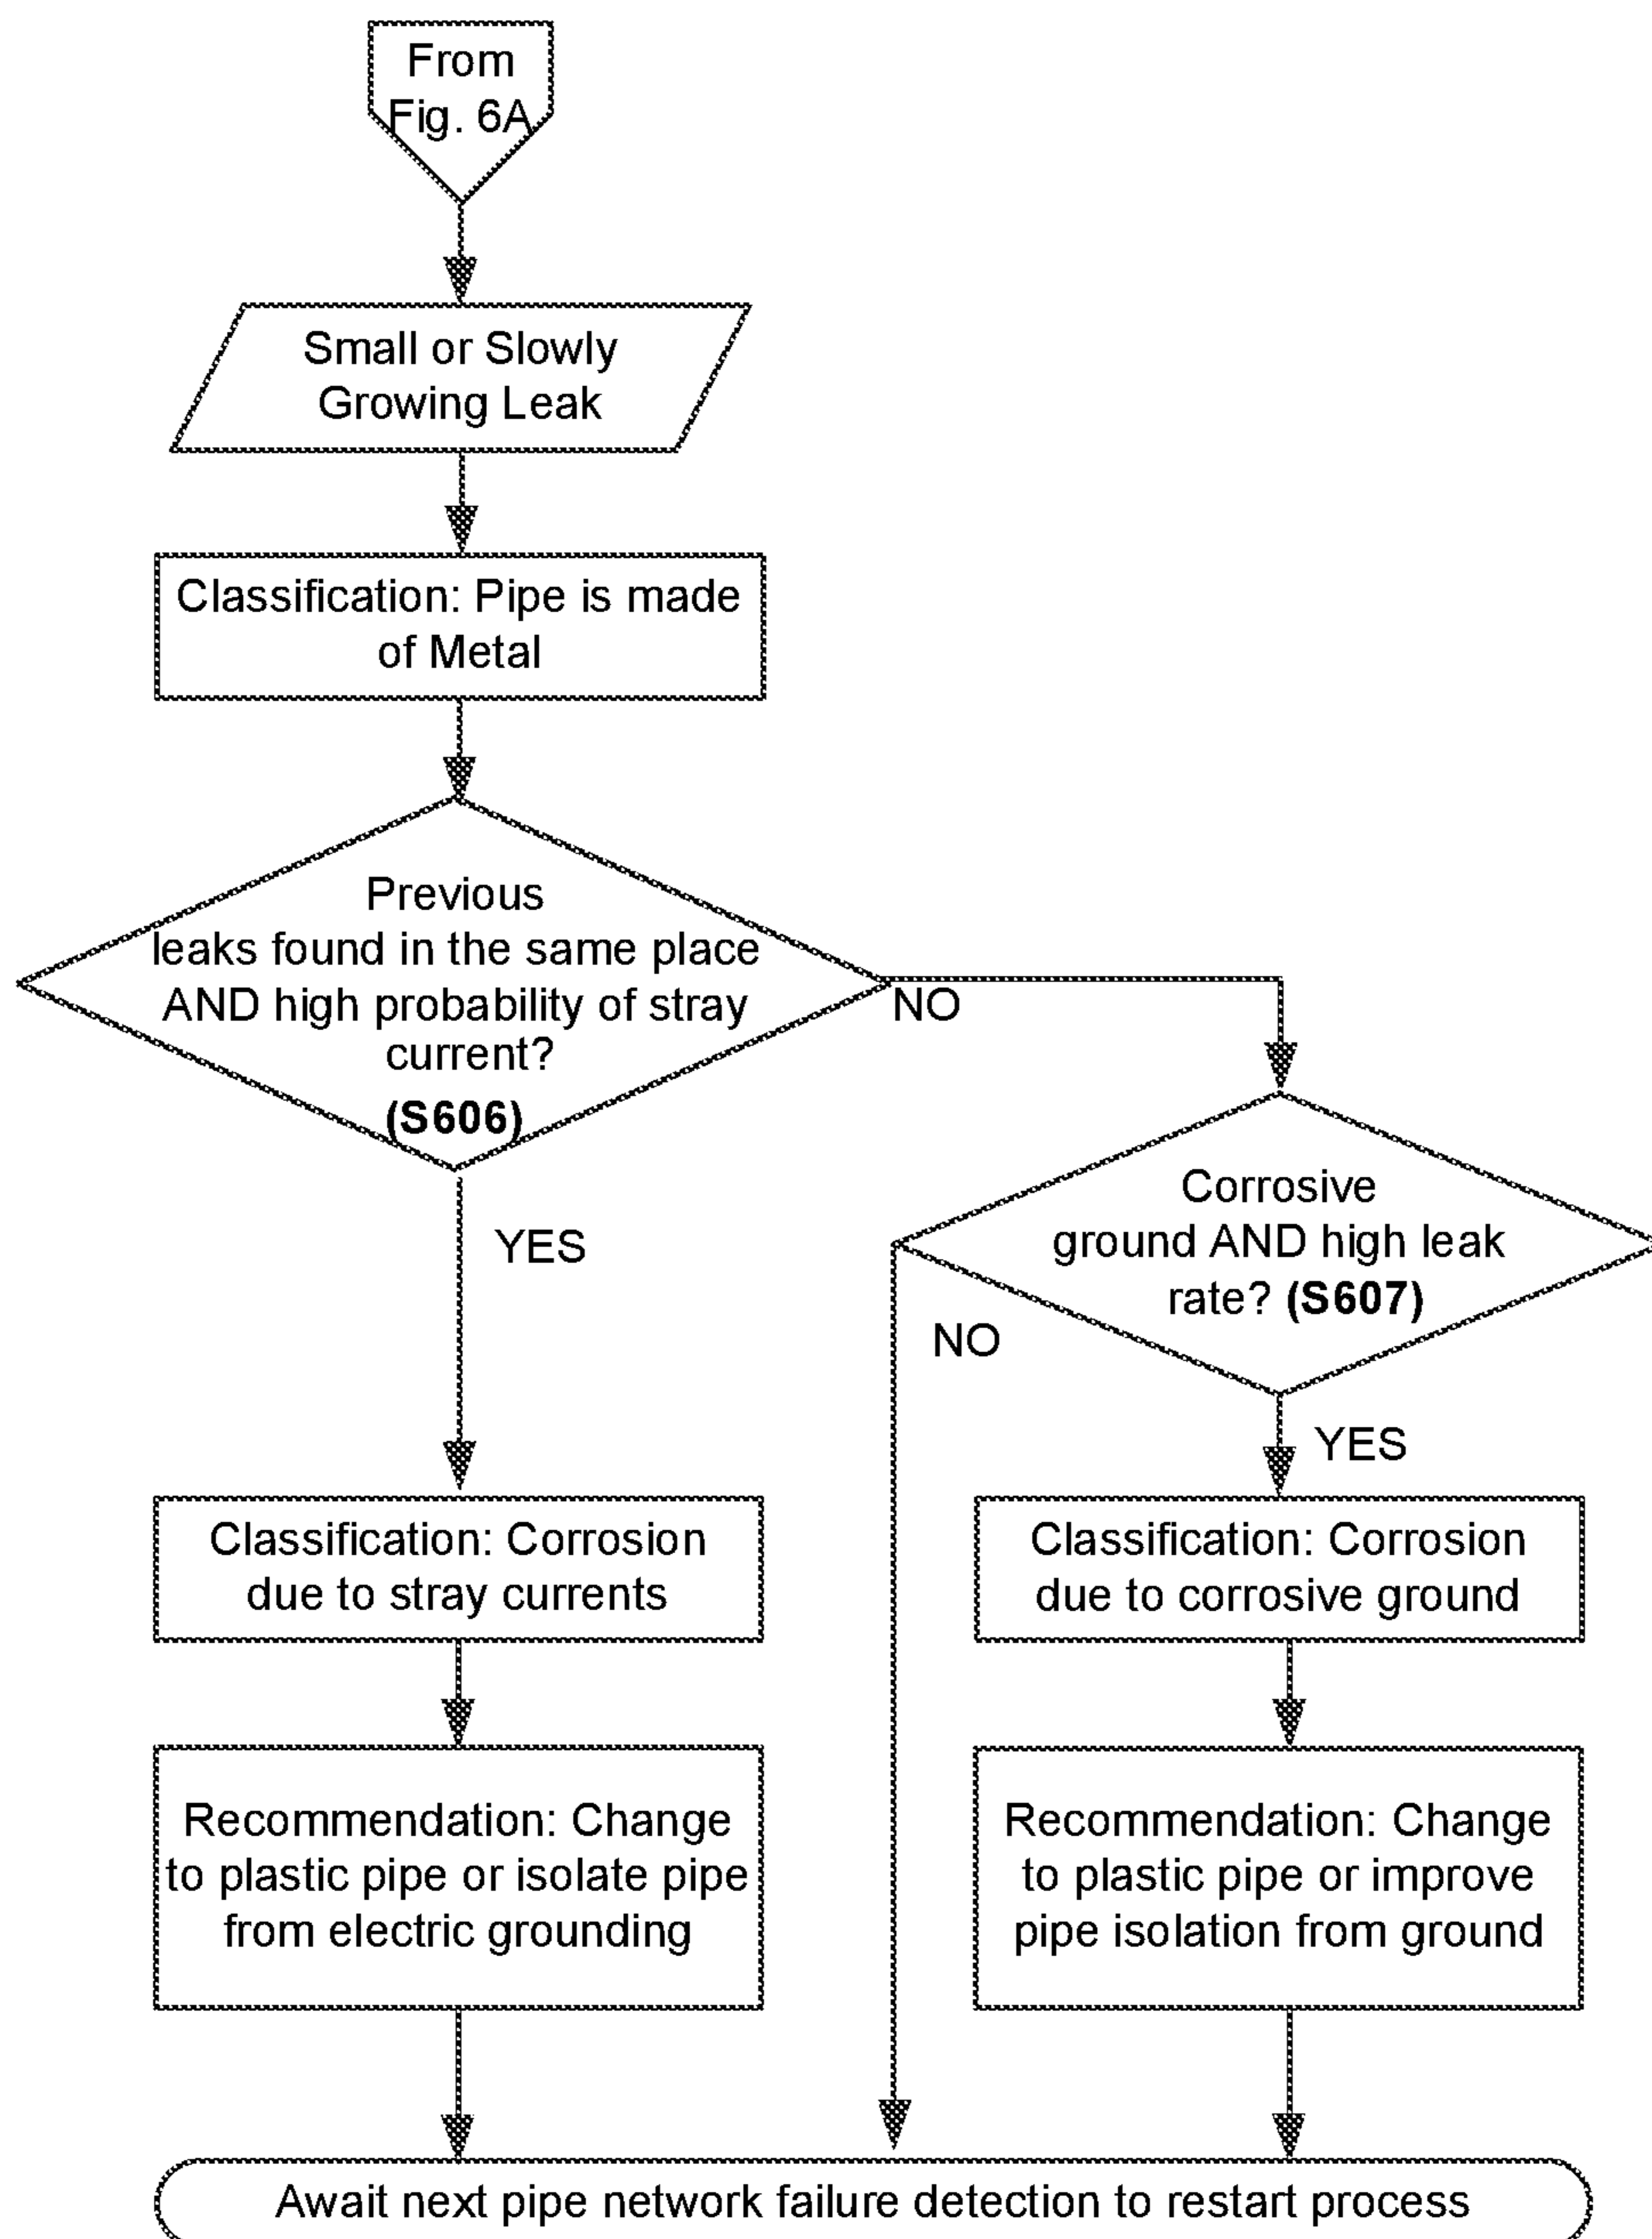 From
Fig. 6A
Small or Slowly
Growing Leak
Classification: Pipe is made
of Metal
Previous
leaks found in the same place
AND high probability of stray
current?
(S606)
NO
YES
Corrosive
ground AND high leak
rate? (S607)
NO
YES
Classification: Corrosion
due to stray currents
Classification: Corrosion
due to corrosive ground
Recommendation: Change
to plastic pipe or isolate pipe
from electric grounding
Recommendation: Change
to plastic pipe or improve
pipe isolation from ground
Await next pipe network failure detection to restart process